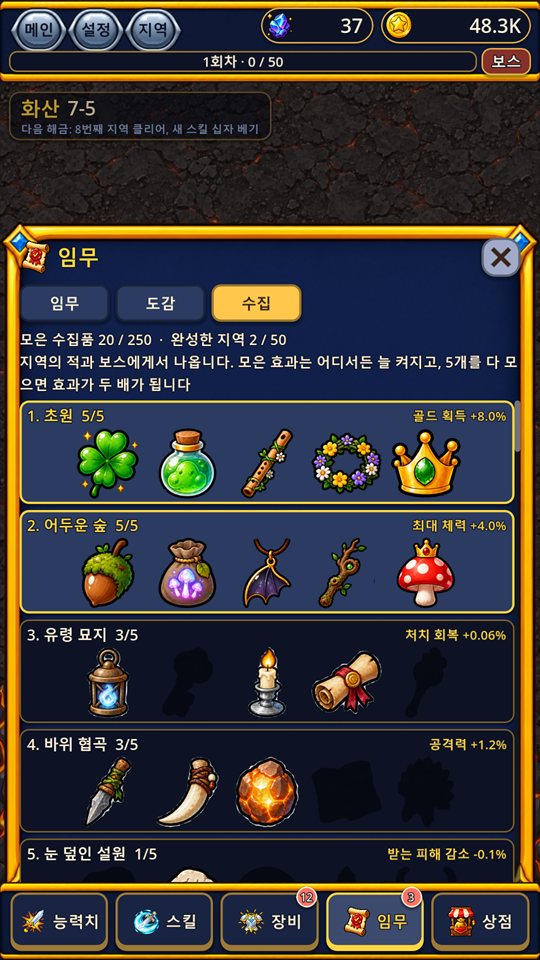 메인 설정 지역 37 48.3K
1회차 · 0 / 50 보스
화산 7-5
다음 해금: 8번째 지역 클리어, 새 스킬 십자 베기
임무
임무 도감 수집
모은 수집품 20 / 250 · 완성한 지역 2 / 50
지역의 적과 보스에게서 나옵니다. 모은 효과는 어디서든 늘 켜지고, 5개를 다 모
으면 효과가 두 배가 됩니다
1. 초원 5/5 골드 획득 +8.0%
2. 어두운 숲 5/5 최대 체력 +4.0%
3. 유령 묘지 3/5 처치 회복 +0.06%
4. 바위 협곡 3/5 공격력 +1.2%
5. 눈 덮인 설원 1/5 받는 피해 감소 -0.1%
12 3
능력치 스킬 장비 임무 상점